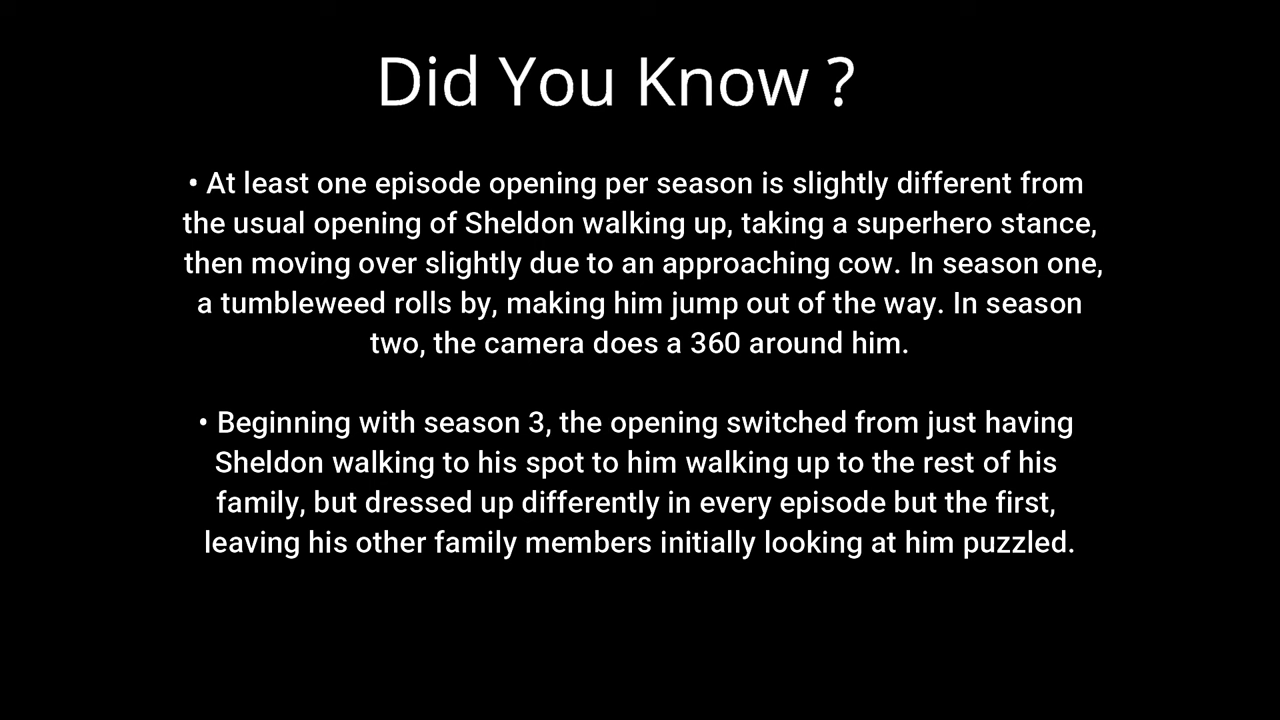 Did You Know ?
• At least one episode opening per season is slightly different from
the usual opening of Sheldon walking up, taking a superhero stance,
then moving over slightly due to an approaching cow. In season one,
a tumbleweed rolls by, making him jump out of the way. In season
two, the camera does a 360 around him.
• Beginning with season 3, the opening switched from just having
Sheldon walking to his spot to him walking up to the rest of his
family, but dressed up differently in every episode but the first,
leaving his other family members initially looking at him puzzled.